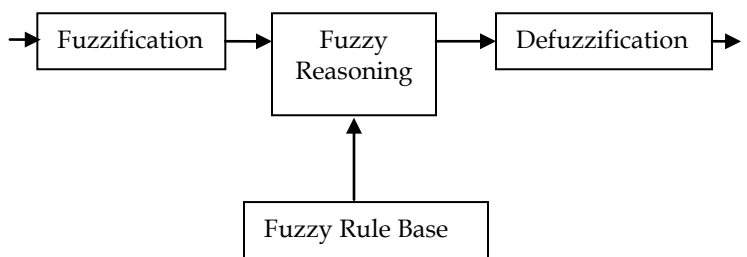 Fuzzification
Fuzzy
Reasoning
Defuzzification
Fuzzy Rule Base